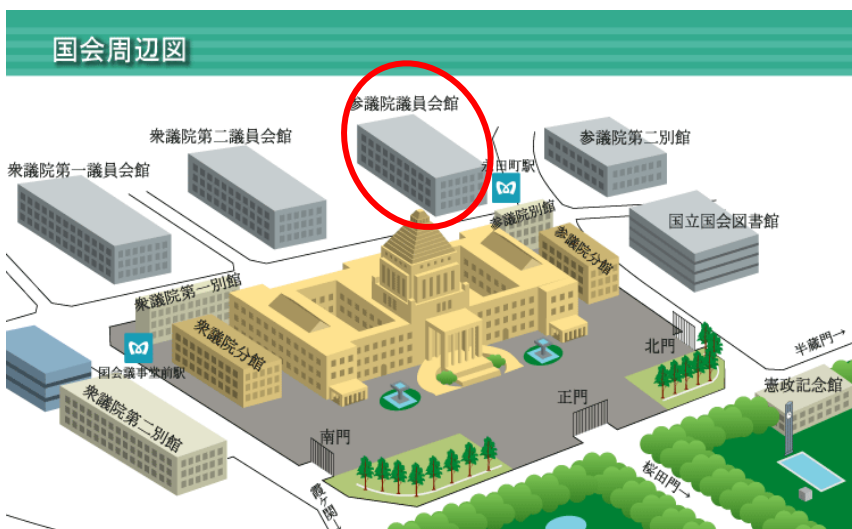 国会周辺図
参議院議員会館
衆議院第二議員会館
参議院第二別館
衆議院第一議員会館
永田町駅
参議院別館
国立国会図書館
参議院分館
衆議院第一別館
北門
半蔵門→
衆議院分館
国会議事堂前駅
憲政記念館
正門
衆議院第二別館
南門
桜田門→
霞ヶ関→